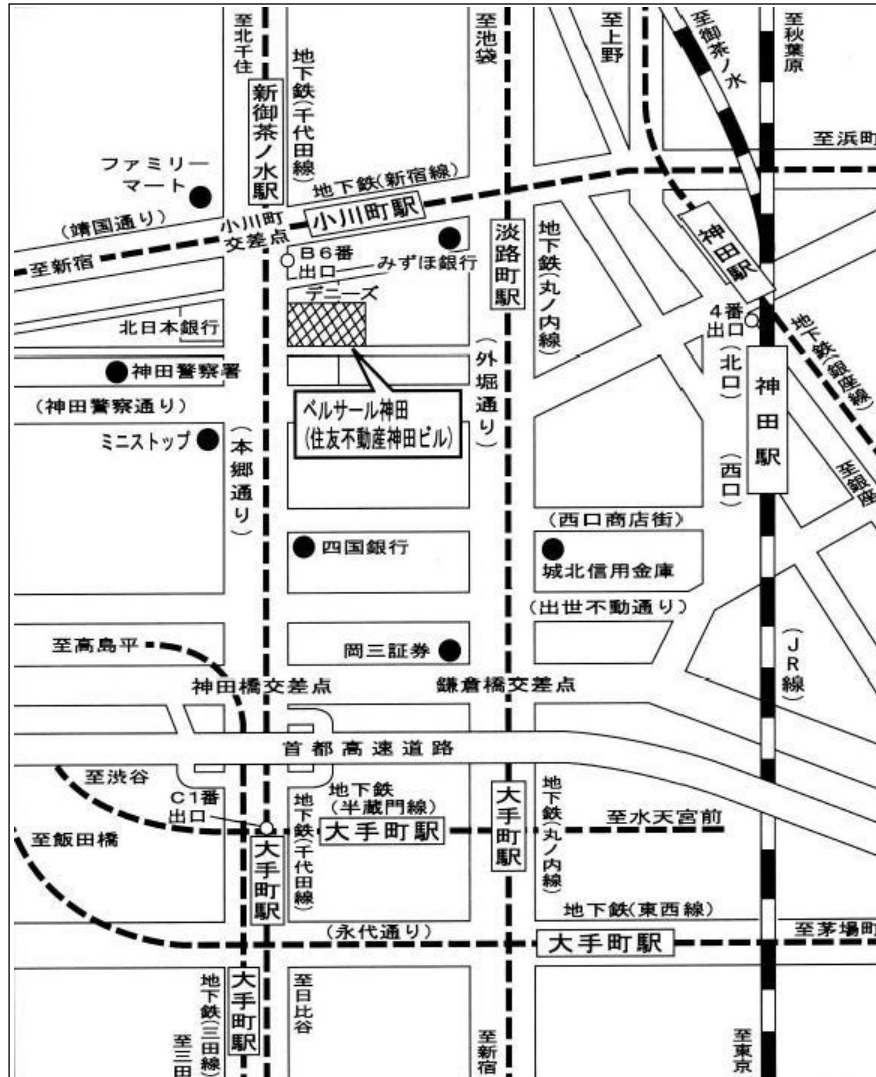 至北千住
地下鉄(千代田線)
新御茶ノ水駅
至池袋
至上野
至御茶ノ水
至秋葉原
至浜町
ファミリー
マート
地下鉄(新宿線)
(靖国通り)
小川町
交差点
小川町駅
至新宿
B6番
出口
みずほ銀行
デニーズ
淡路町駅
地下鉄(丸ノ内線)
神田駅
4番
出口
地下鉄(銀座線)
北日本銀行
神田警察署
(神田警察通り)
ミニストップ
(本郷通り)
ベルサール神田
(住友不動産神田ビル)
(外堀通り)
(北口)
神田駅
(西口)
至銀座
(西口商店街)
四国銀行
城北信用金庫
(出世不動通り)
至高島平
岡三証券
(JR線)
神田橋交差点
鎌倉橋交差点
首都高速道路
至渋谷
C1番
出口
地下鉄
(半蔵門線)
大手町駅
地下鉄(千代田線)
大手町駅
大手町駅
地下鉄(丸ノ内線)
至水天宮前
至飯田橋
地下鉄(東西線)
(永代通り)
大手町駅
至茅場町
地下鉄(三田線)
大手町駅
至三田
至日比谷
至新宿
至東京